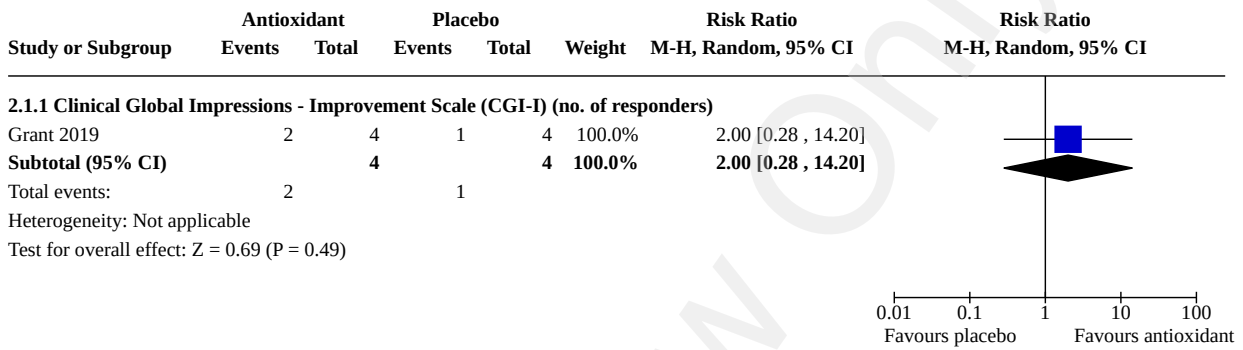 Antioxidant Placebo Risk Ratio Risk Ratio
Study or Subgroup Events Total Events Total Weight M-H, Random, 95% CI M-H, Random, 95% CI
2.1.1 Clinical Global Impressions - Improvement Scale (CGI-I) (no. of responders)
Grant 2019 2 4 1 4 100.0% 2.00 [0.28 , 14.20]
Subtotal (95% CI) 4 4 100.0% 2.00 [0.28 , 14.20]
Total events: 2 1
Heterogeneity: Not applicable
Test for overall effect: Z = 0.69 (P = 0.49)
0.01 0.1 1 10 100
Favours placebo Favours antioxidant